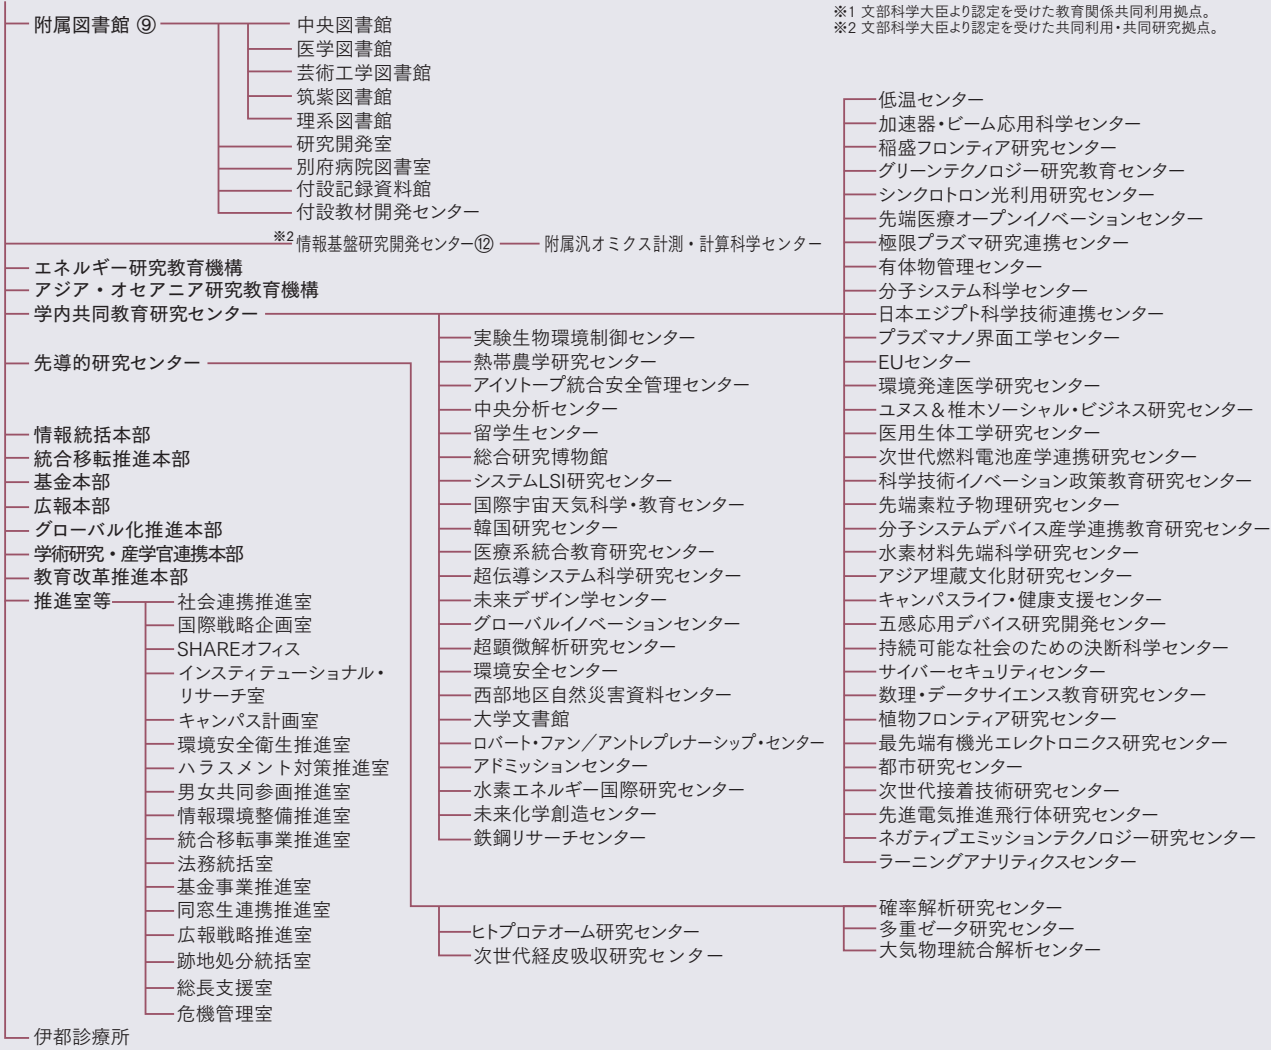 ※1 文部科学大臣より認定を受けた教育関係共同利用拠点。
※2 文部科学大臣より認定を受けた共同利用・共同研究拠点。
附属図書館 ⑨
中央図書館
医学図書館
芸術工学図書館
筑紫図書館
理系図書館
研究開発室
別府病院図書室
付設記録資料館
付設教材開発センター
※2 情報基盤研究開発センター⑫
附属汎オミクス計測・計算科学センター
エネルギー研究教育機構
アジア・オセアニア研究教育機構
学内共同教育研究センター
実験生物環境制御センター
熱帯農学研究センター
アイソトープ統合安全管理センター
中央分析センター
留学生センター
総合研究博物館
システムLSI研究センター
国際宇宙天気科学・教育センター
韓国研究センター
医療系統合教育研究センター
超伝導システム科学研究センター
未来デザイン学センター
グローバルイノベーションセンター
超顕微解析研究センター
環境安全センター
西部地区自然災害資料センター
大学文書館
ロバート・ファン／アントレプレナーシップ・センター
アドミッションセンター
水素エネルギー国際研究センター
未来化学創造センター
鉄鋼リサーチセンター
低温センター
加速器・ビーム応用科学センター
稲盛フロンティア研究センター
グリーンテクノロジー研究教育センター
シンクロトロン光利用研究センター
先端医療オープンイノベーションセンター
極限プラズマ研究連携センター
有体物管理センター
分子システム科学センター
日本エジプト科学技術連携センター
プラズマナノ界面工学センター
EUセンター
環境発達医学研究センター
ユヌス＆椎木ソーシャル・ビジネス研究センター
医用生体工学研究センター
次世代燃料電池産学連携研究センター
科学技術イノベーション政策教育研究センター
先端素粒子物理研究センター
分子システムデバイス産学連携教育研究センター
水素材料先端科学研究センター
アジア埋蔵文化財研究センター
キャンパスライフ・健康支援センター
五感応用デバイス研究開発センター
持続可能な社会のための決断科学センター
サイバーセキュリティセンター
数理・データサイエンス教育研究センター
植物フロンティア研究センター
最先端有機光エレクトロニクス研究センター
都市研究センター
次世代接着技術研究センター
先進電気推進飛行体研究センター
ネガティブエミッションテクノロジー研究センター
ラーニングアナリティクスセンター
先導的研究センター
ヒトプロテオーム研究センター
次世代経皮吸収研究センター
確率解析研究センター
多重ゼータ研究センター
大気物理統合解析センター
情報統括本部
統合移転推進本部
基金本部
広報本部
グローバル化推進本部
学術研究・産学官連携本部
教育改革推進本部
推進室等
社会連携推進室
国際戦略企画室
SHAREオフィス
インスティテューショナル・
リサーチ室
キャンパス計画室
環境安全衛生推進室
ハラスメント対策推進室
男女共同参画推進室
情報環境整備推進室
統合移転事業推進室
法務統括室
基金事業推進室
同窓生連携推進室
広報戦略推進室
跡地処分統括室
総長支援室
危機管理室
伊都診療所